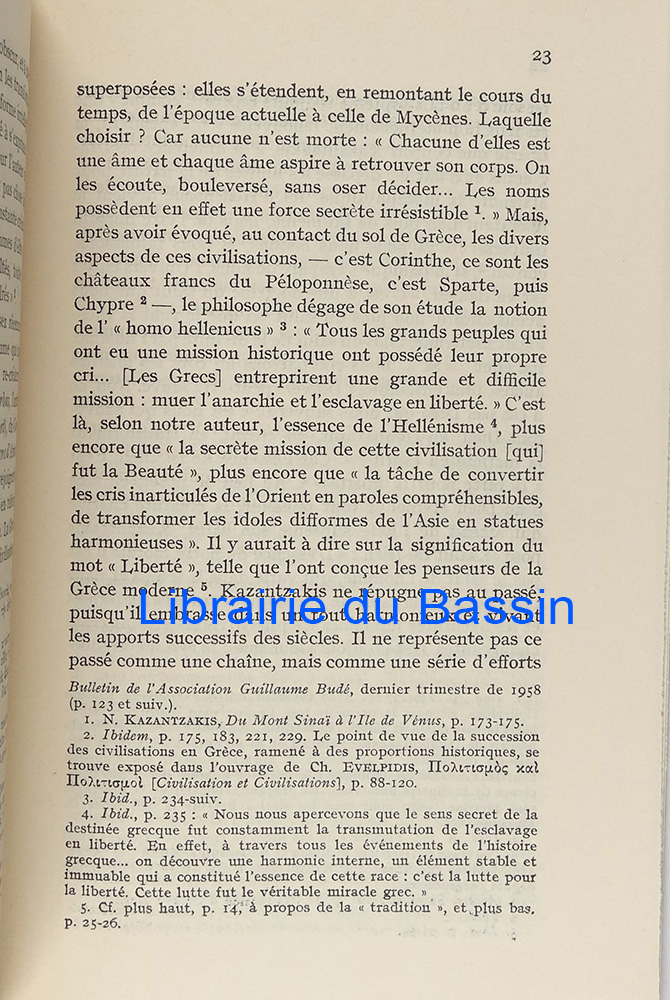 23
superposées : elles s'étendent, en remontant le cours du
temps, de l'époque actuelle à celle de Mycènes. Laquelle
choisir ? Car aucune n'est morte : « Chacune d'elles est
une âme et chaque âme aspire à retrouver son corps. On
les écoute, bouleversé, sans oser décider... Les noms
possèdent en effet une force secrète irrésistible ¹. » Mais,
après avoir évoqué, au contact du sol de Grèce, les divers
aspects de ces civilisations, — c'est Corinthe, ce sont les
châteaux francs du Péloponnèse, c'est Sparte, puis
Chypre ² —, le philosophe dégage de son étude la notion
de l' « homo hellenicus » ³ : « Tous les grands peuples qui
ont eu une mission historique ont possédé leur propre
cri... [Les Grecs] entreprirent une grande et difficile
mission : muer l'anarchie et l'esclavage en liberté. » C'est
là, selon notre auteur, l'essence de l'Hellénisme ⁴, plus
encore que « la secrète mission de cette civilisation [qui]
fut la Beauté », plus encore que « la tâche de convertir
les cris inarticulés de l'Orient en paroles compréhensibles,
de transformer les idoles difformes de l'Asie en statues
harmonieuses ». Il y aurait à dire sur la signification du
mot « Liberté », telle que l'ont conçue les penseurs de la
Grèce moderne ⁵. Kazantzakis ne répugne pas au passé,
Librairie du Bassin
puisqu'il embrasse dans un tout harmonieux et vivant
les apports successifs des siècles. Il ne représente pas ce
passé comme une chaîne, mais comme une série d'efforts
Bulletin de l'Association Guillaume Budé, dernier trimestre de 1958
(p. 123 et suiv.).
1. N. KAZANTZAKIS, Du Mont Sinaï à l'Ile de Vénus, p. 173-175.
2. Ibidem, p. 175, 183, 221, 229. Le point de vue de la succession
des civilisations en Grèce, ramené à des proportions historiques, se
trouve exposé dans l'ouvrage de Ch. EVELPIDIS, Πολιτισμὸς καὶ
Πολιτισμοὶ [Civilisation et Civilisations], p. 88-120.
3. Ibid., p. 234-suiv.
4. Ibid., p. 235 : « Nous nous apercevons que le sens secret de la
destinée grecque fut constamment la transmutation de l'esclavage
en liberté. En effet, à travers tous les événements de l'histoire
grecque... on découvre une harmonie interne, un élément stable et
immuable qui a constitué l'essence de cette race : c'est la lutte pour
la liberté. Cette lutte fut le véritable miracle grec. »
5. Cf. plus haut, p. 14, à propos de la « tradition », et plus bas,
p. 25-26.